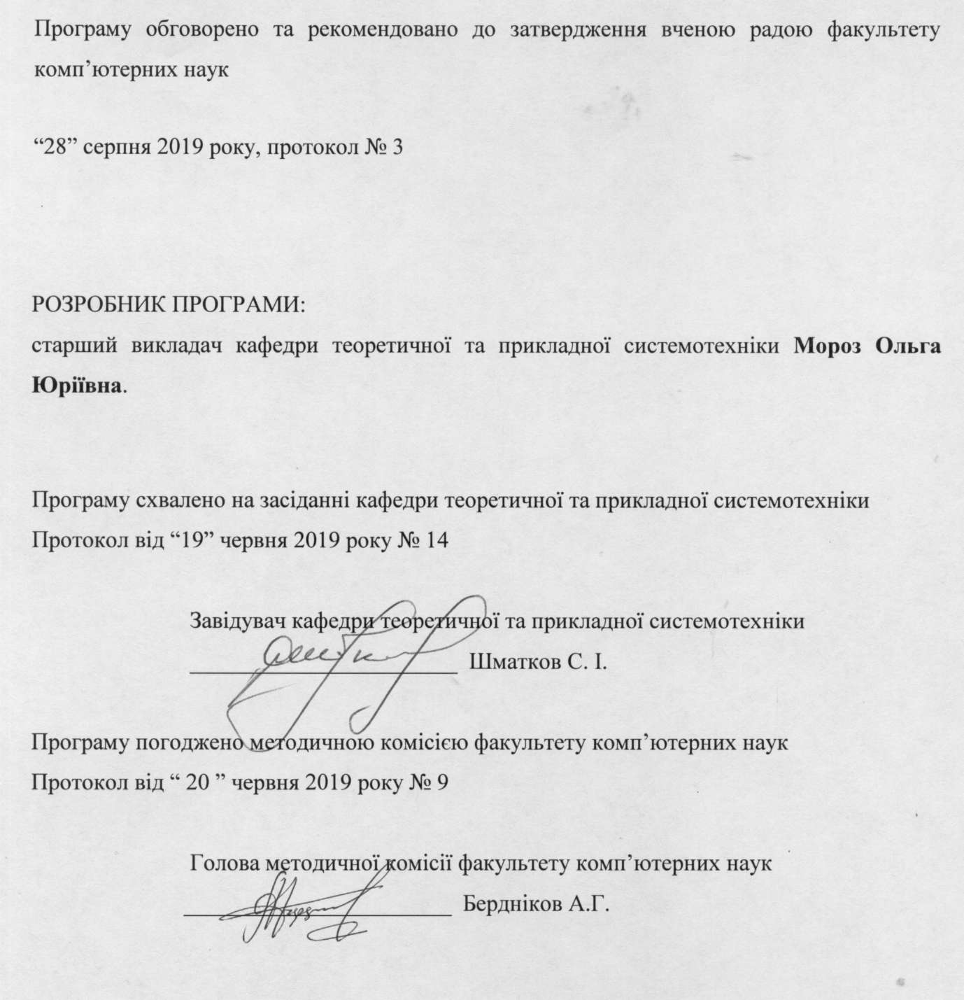 Програму обговорено та рекомендовано до затвердження вченою радою факультету
комп’ютерних наук
“28” серпня 2019 року, протокол № 3
РОЗРОБНИК ПРОГРАМИ:
старший викладач кафедри теоретичної та прикладної системотехніки Мороз Ольга
Юріївна.
Програму схвалено на засіданні кафедри теоретичної та прикладної системотехніки
Протокол від “19” червня 2019 року № 14
Завідувач кафедри теоретичної та прикладної системотехніки
Шматков С. І.
Програму погоджено методичною комісією факультету комп’ютерних наук
Протокол від “ 20 ” червня 2019 року № 9
Голова методичної комісії факультету комп’ютерних наук
Бердніков А.Г.